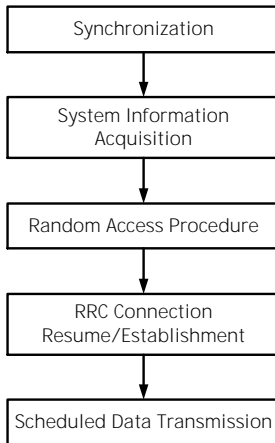 Synchronization
System Information
Acquisition
Random Access Procedure
RRC Connection
Resume/Establishment
Scheduled Data Transmission